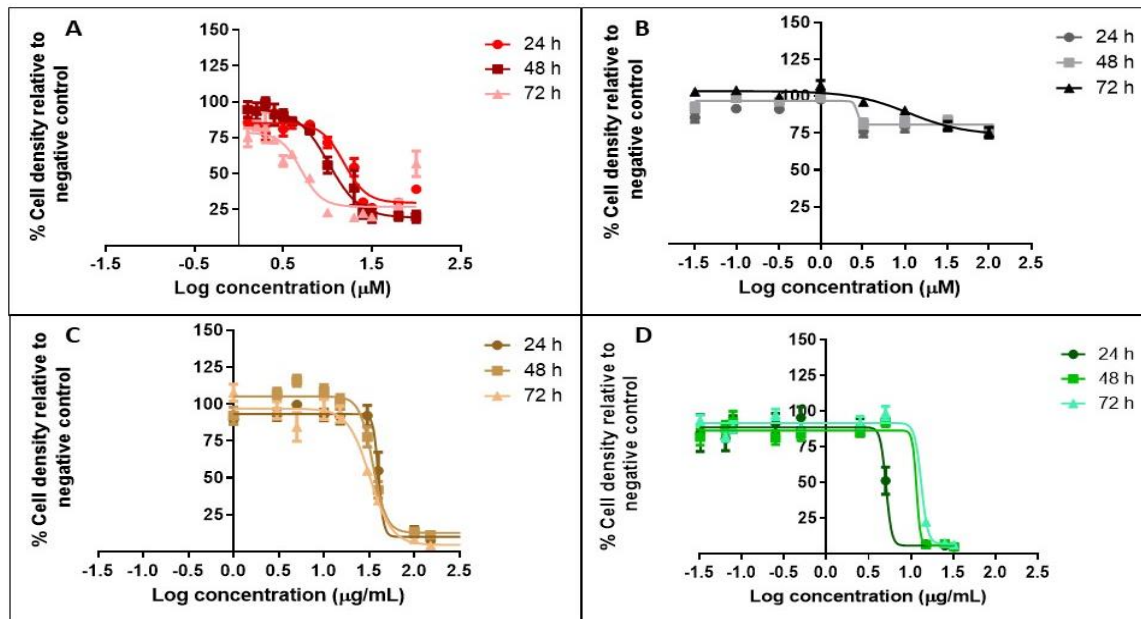 A
% Cell density relative to
negative control
150
125
100
75
50
25
-1.5
-0.5
0.5
1.5
2.5
Log concentration (μM)
24 h
48 h
72 h
B
% Cell density relative to
negative control
150
125
100
75
50
25
-1.5 -1.0 -0.5 0.0 0.5 1.0 1.5 2.0 2.5
Log concentration (μM)
24 h
48 h
72 h
C
% Cell density relative to
negative control
150
125
100
75
50
25
-1.5 -1.0 -0.5 0.0 0.5 1.0 1.5 2.0 2.5
Log concentration (μg/mL)
24 h
48 h
72 h
D
% Cell density relative to
negative control
150
125
100
75
50
25
-1.5 -1.0 -0.5 0.0 0.5 1.0 1.5 2.0 2.5
Log concentration (μg/mL)
24 h
48 h
72 h